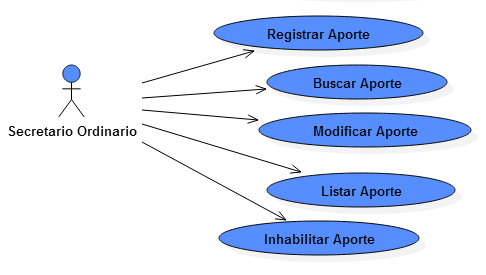 Registrar Aporte
Buscar Aporte
Modificar Aporte
Secretario Ordinario
Listar Aporte
Inhabilitar Aporte